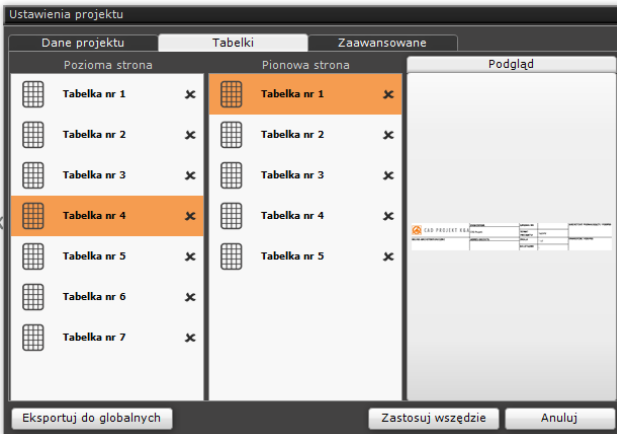 Ustawienia projektu
Dane projektu Tabelki Zaawansowane
Pozioma strona Pionowa strona Podgląd
Tabelka nr 1 Tabelka nr 1
Tabelka nr 2 Tabelka nr 2
Tabelka nr 3 Tabelka nr 3
Tabelka nr 4 Tabelka nr 4
Tabelka nr 5 Tabelka nr 5
Tabelka nr 6
Tabelka nr 7
CAD PROJEKT
Eksportuj do globalnych Zastosuj wszędzie Anuluj